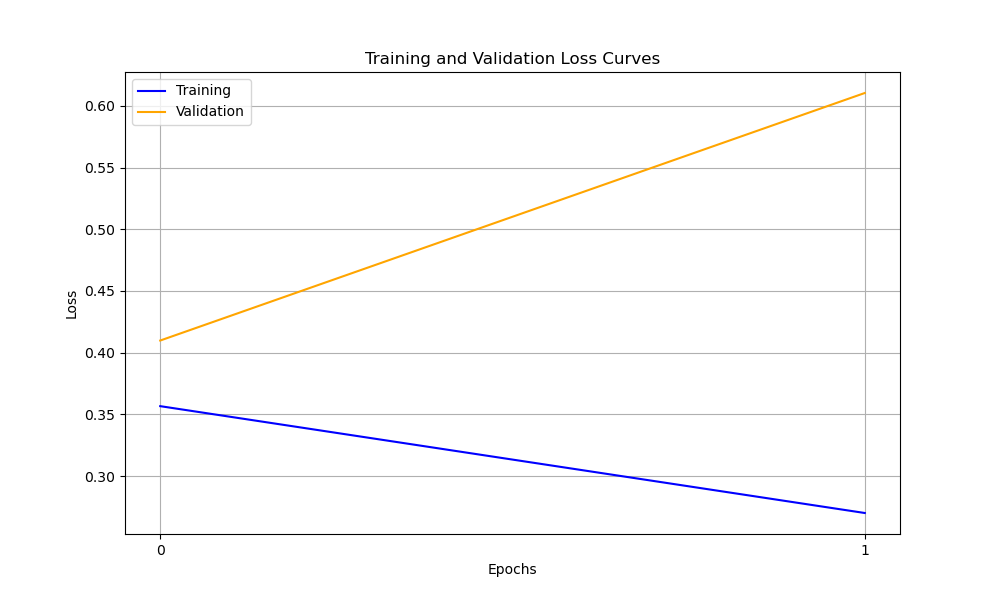 Training and Validation Loss Curves
Training
Validation
0.60
0.55
0.50
0.45
0.40
0.35
0.30
Loss
0 1
Epochs